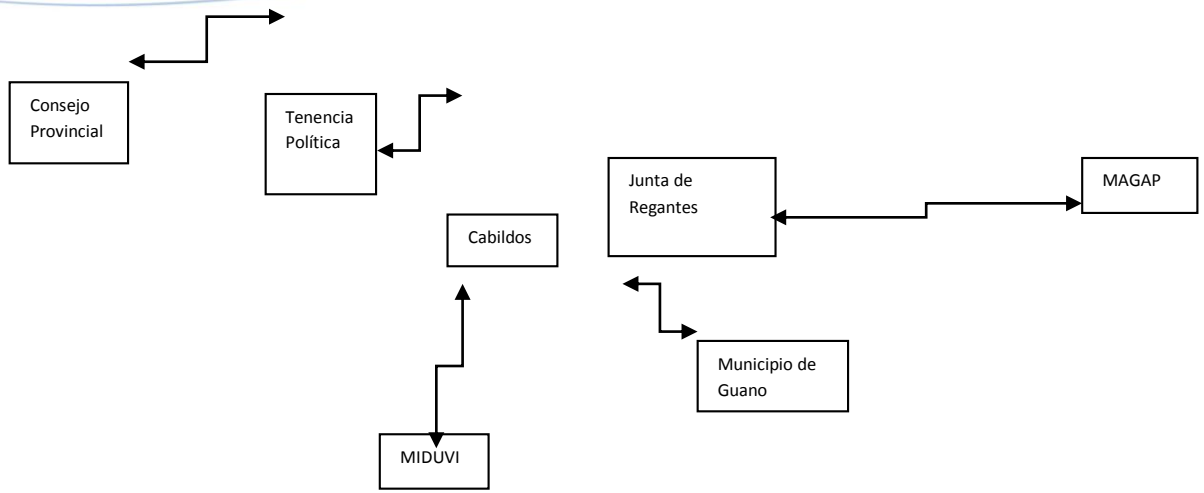 Consejo
Provincial
Tenencia
Política
Junta de
Regantes
MAGAP
Cabildos
Municipio de
Guano
MIDUVI